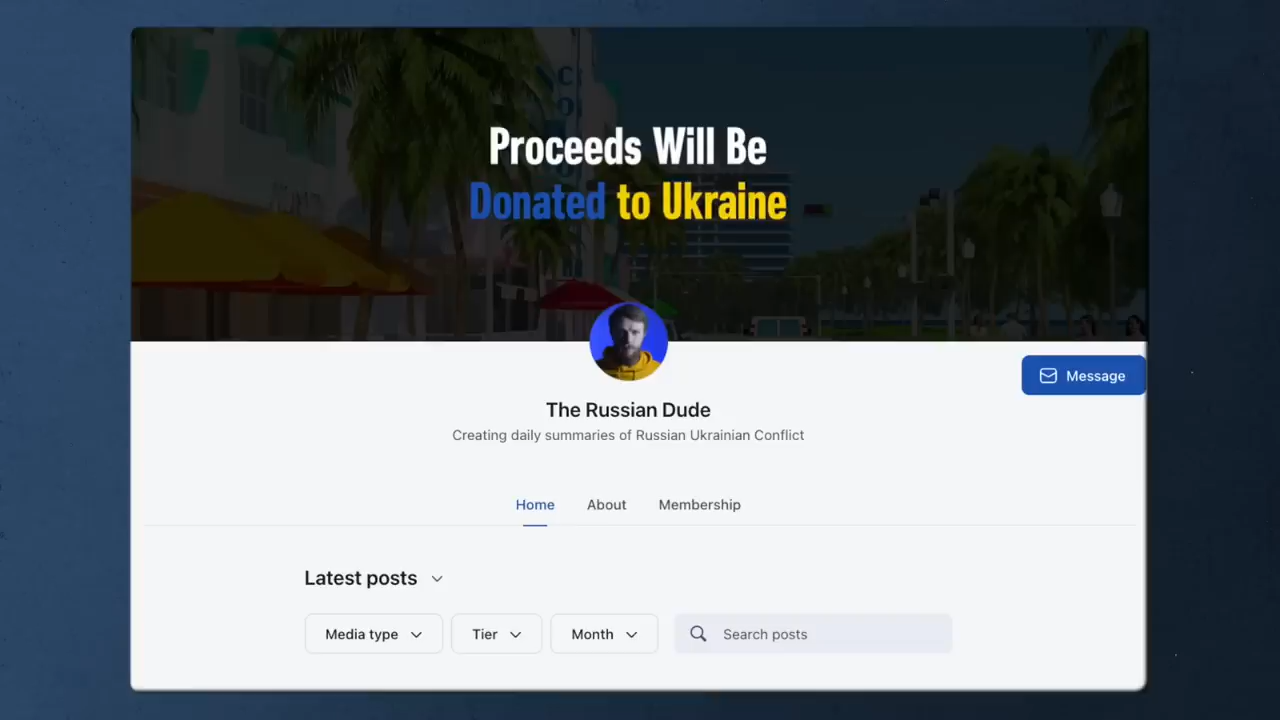 Proceeds Will Be
Donated to Ukraine
Message
The Russian Dude
Creating daily summaries of Russian Ukrainian Conflict
Home About Membership
Latest posts
Media type Tier Month Search posts